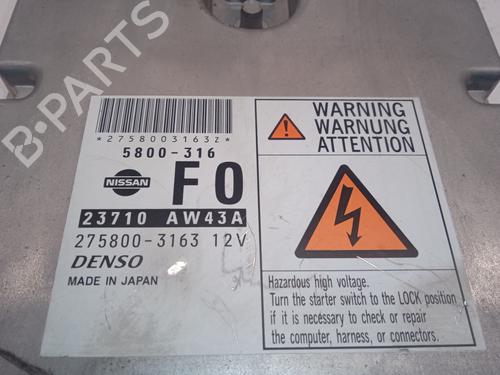 *2758003163Z*
5800-316
NISSAN
F0
23710 AW43A
275800-3163 12V
DENSO
MADE IN JAPAN
WARNING
WARNUNG
ATTENTION
Hazardous high voltage.
Turn the starter switch to the LOCK position
if it is necessary to check or repair
the computer, harness, or connectors.
B-PARTS